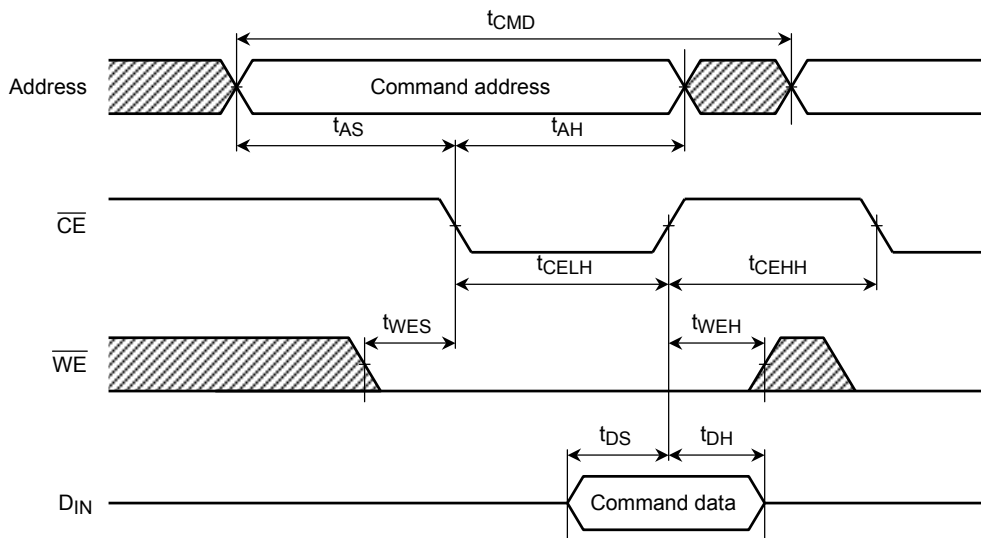 tCMD
Address
Command address
tAS
tAH
CE
tCELH
tCEHH
tWES
tWEH
WE
tDS
tDH
DIN
Command data